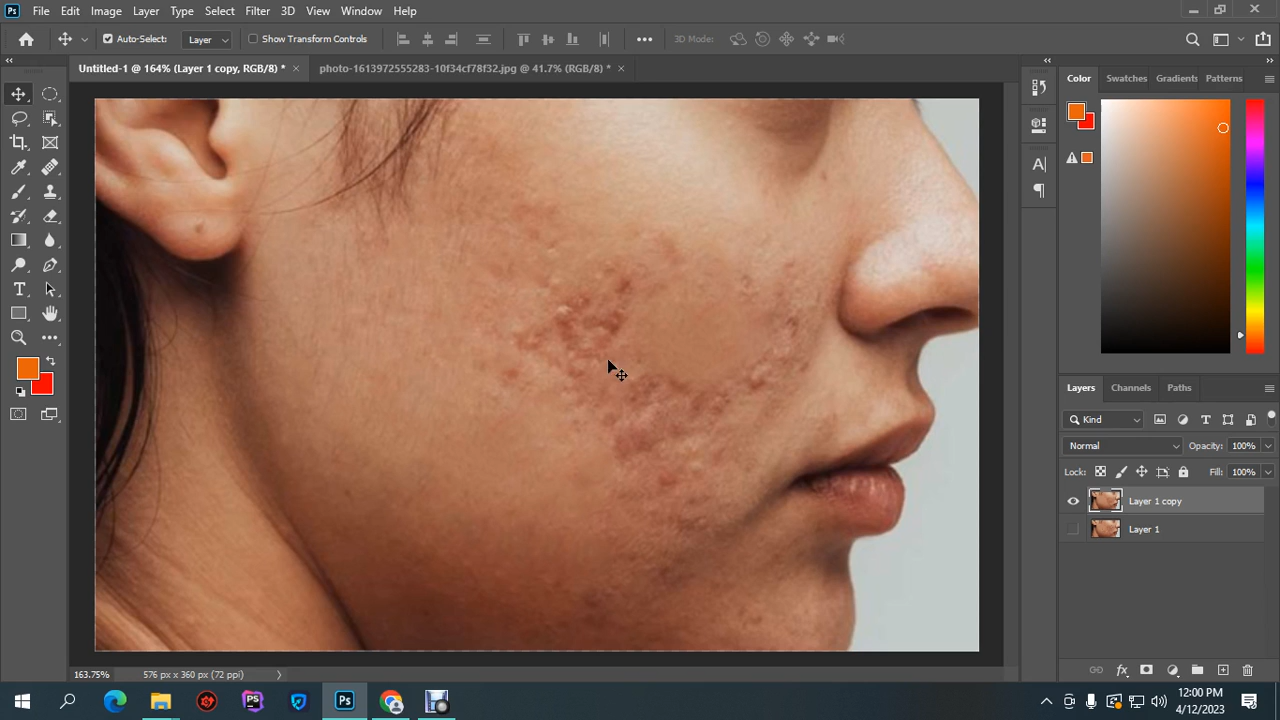 Ps File Edit Image Layer Type Select Filter 3D View Window Help
Auto-Select: Layer Show Transform Controls 3D Mode:
Untitled-1 @ 164% (Layer 1 copy, RGB/8) * × photo-1613972555283-10f34cf78f32.jpg @ 41.7% (RGB/8) * ×
Color Swatches Gradients Patterns
Layers Channels Paths
Kind
Normal Opacity: 100%
Lock: Fill: 100%
Layer 1 copy
Layer 1
163.75% 576 px x 360 px (72 ppi)
PS Ps
12:00 PM
4/12/2023